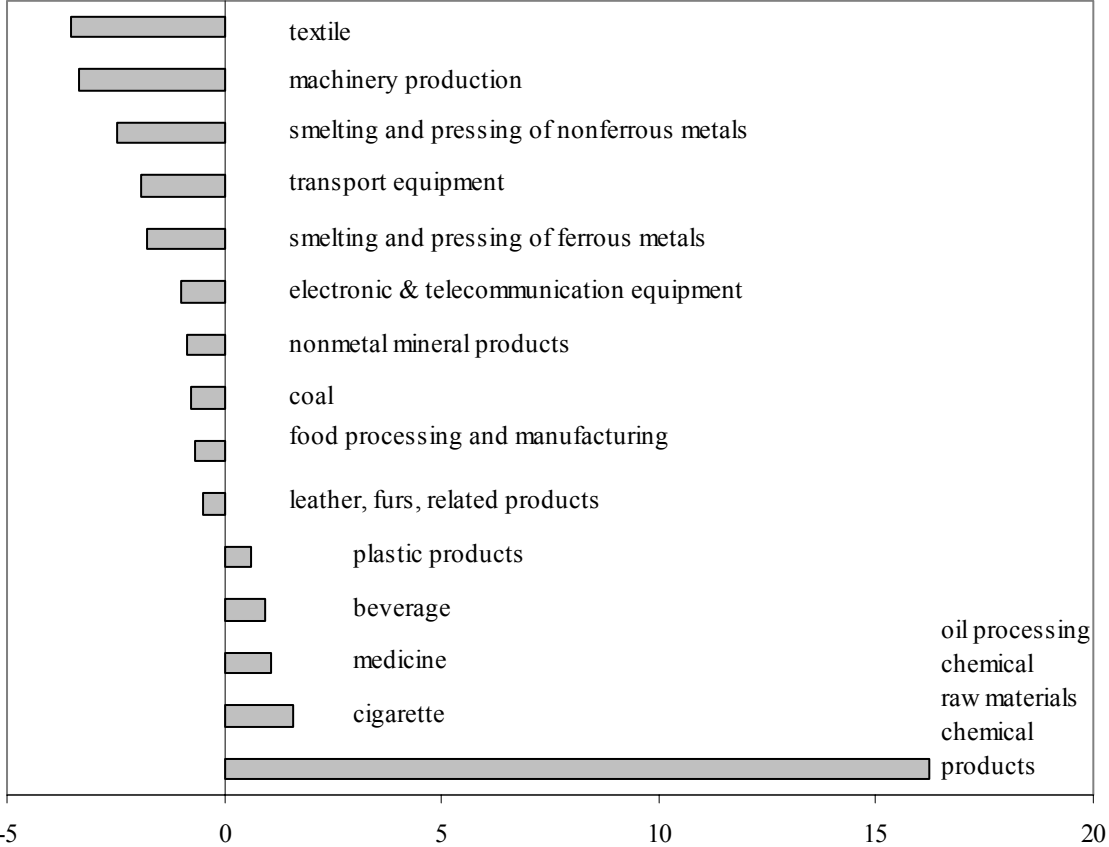 textile
machinery production
smelting and pressing of nonferrous metals
transport equipment
smelting and pressing of ferrous metals
electronic & telecommunication equipment
nonmetal mineral products
coal
food processing and manufacturing
leather, furs, related products
plastic products
beverage
medicine
cigarette
oil processing
chemical
raw materials
chemical
products
-5 0 5 10 15 20